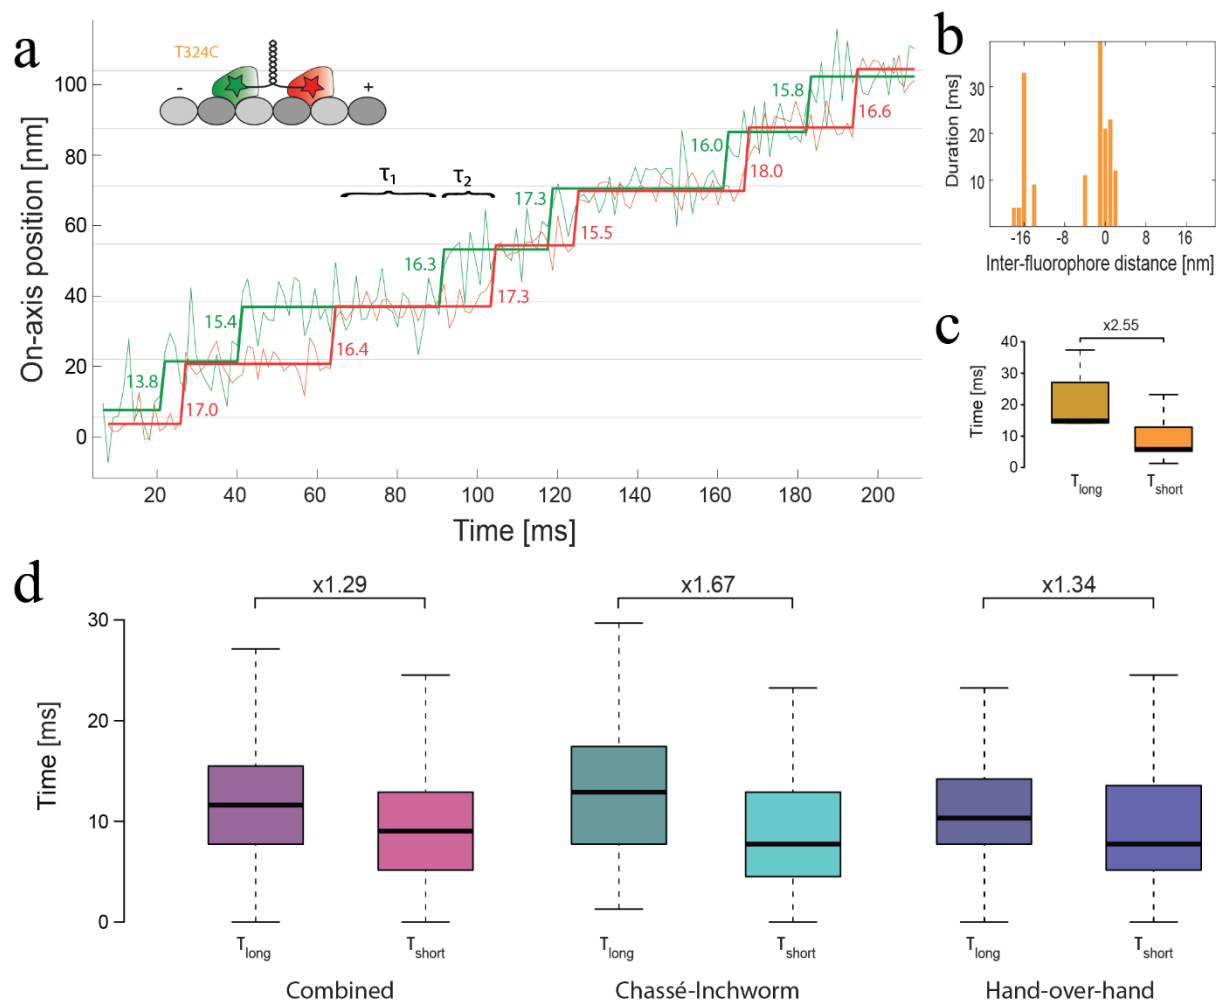 a
T324C
-
+
On-axis position [nm]
100
80
60
40
20
0
τ1
τ2
13.8
15.4
16.3
17.3
16.0
15.8
17.0
16.4
17.3
15.5
18.0
16.6
20
40
60
80
100
120
140
160
180
200
Time [ms]
b
Duration [ms]
30
20
10
-16
-8
0
8
16
Inter-fluorophore distance [nm]
c
x2.55
Time [ms]
40
30
20
10
0
Tlong
Tshort
d
x1.29
x1.67
x1.34
Time [ms]
30
20
10
0
Tlong
Tshort
Tlong
Tshort
Tlong
Tshort
Combined
Chassé-Inchworm
Hand-over-hand